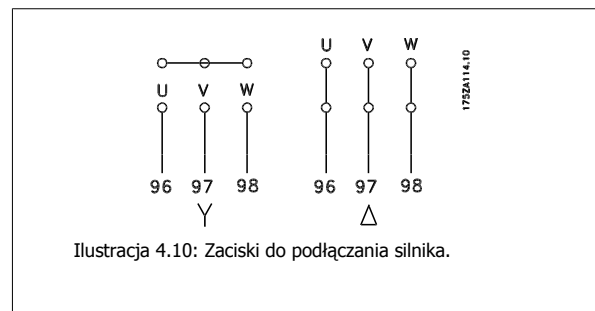 U V W
U V W
96 97 98
96 97 98
Y
Δ
175ZA114.10
Ilustracja 4.10: Zaciski do podłączania silnika.